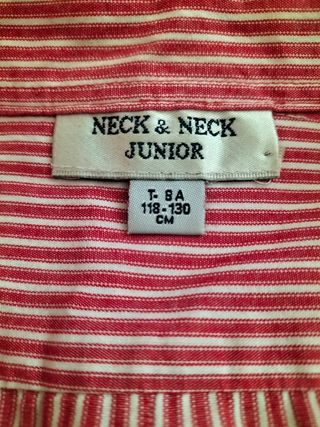 NECK & NECK
JUNIOR
T- 8A
118-130
CM